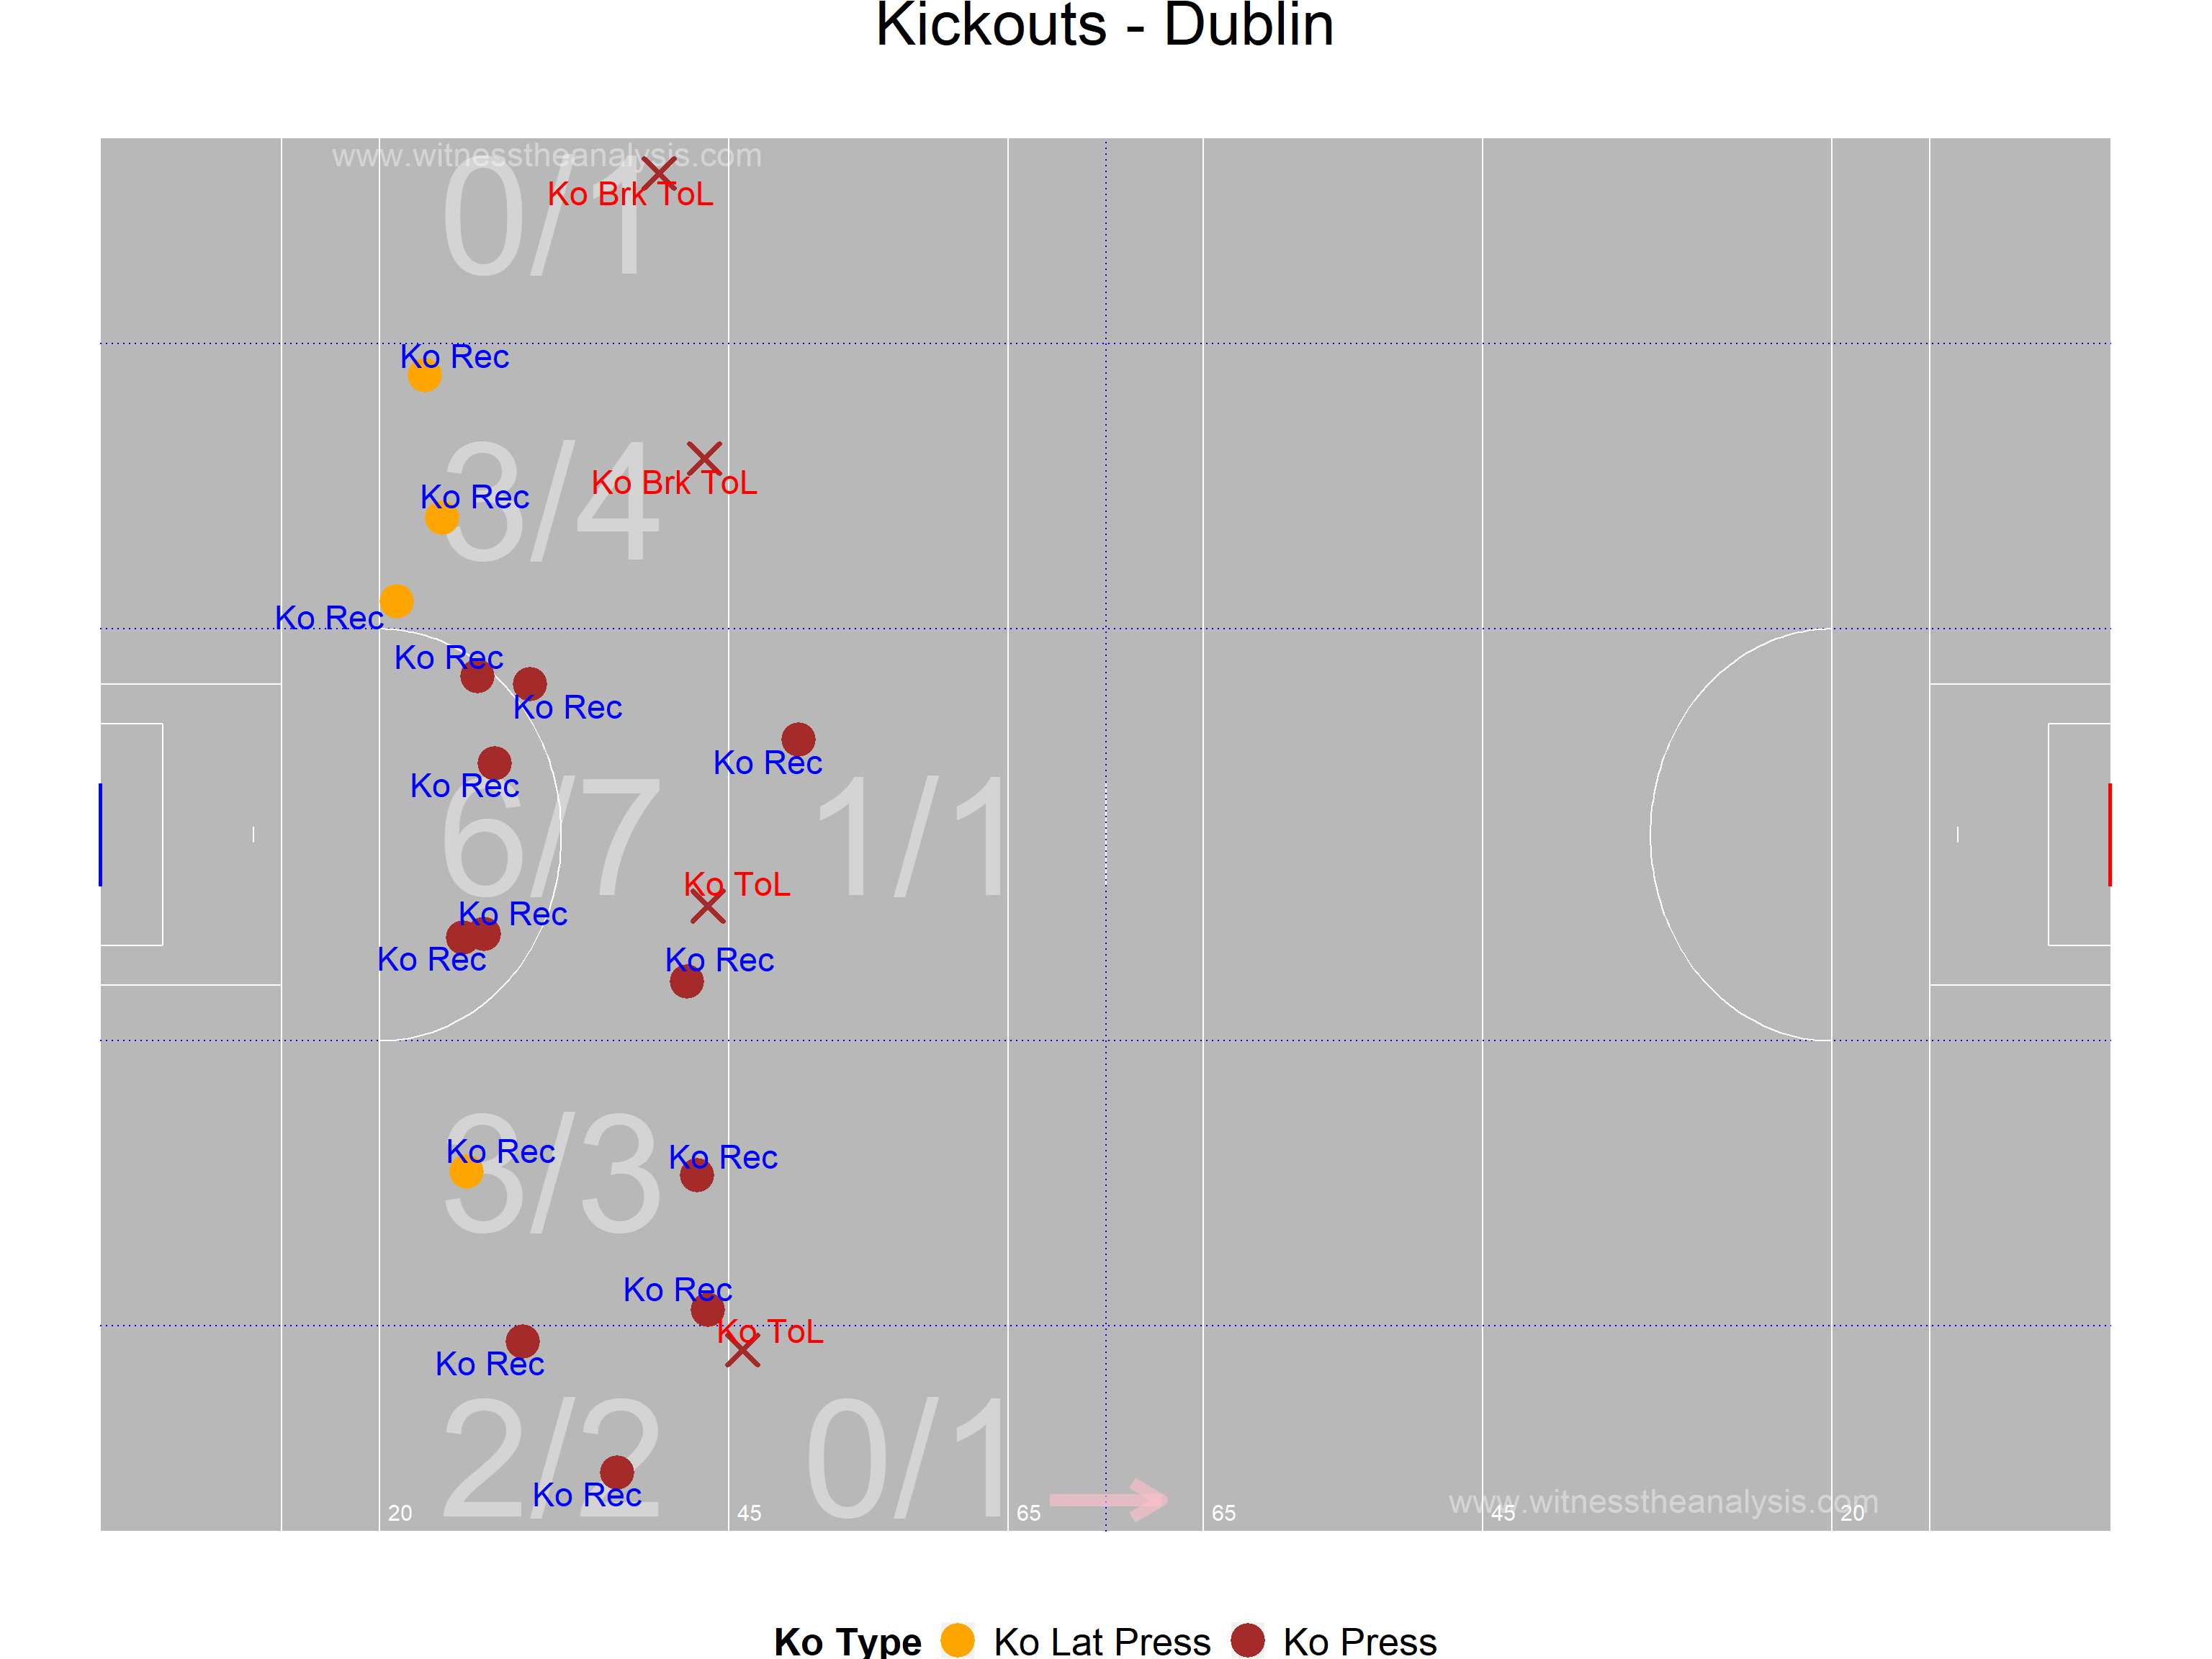 Kickouts - Dublin
www.witnesstheanalysis.com
0/1
Ko Brk ToL
Ko Rec
3/4
Ko Brk ToL
Ko Rec
Ko Rec
Ko Rec
Ko Rec
Ko Rec
Ko Rec
6/7
1/1
Ko ToL
Ko Rec
Ko Rec
Ko Rec
3/3
Ko Rec
Ko Rec
Ko Rec
Ko ToL
Ko Rec
2/2
0/1
Ko Rec
www.witnesstheanalysis.com
20
45
65
65
45
20
Ko Type
Ko Lat Press
Ko Press